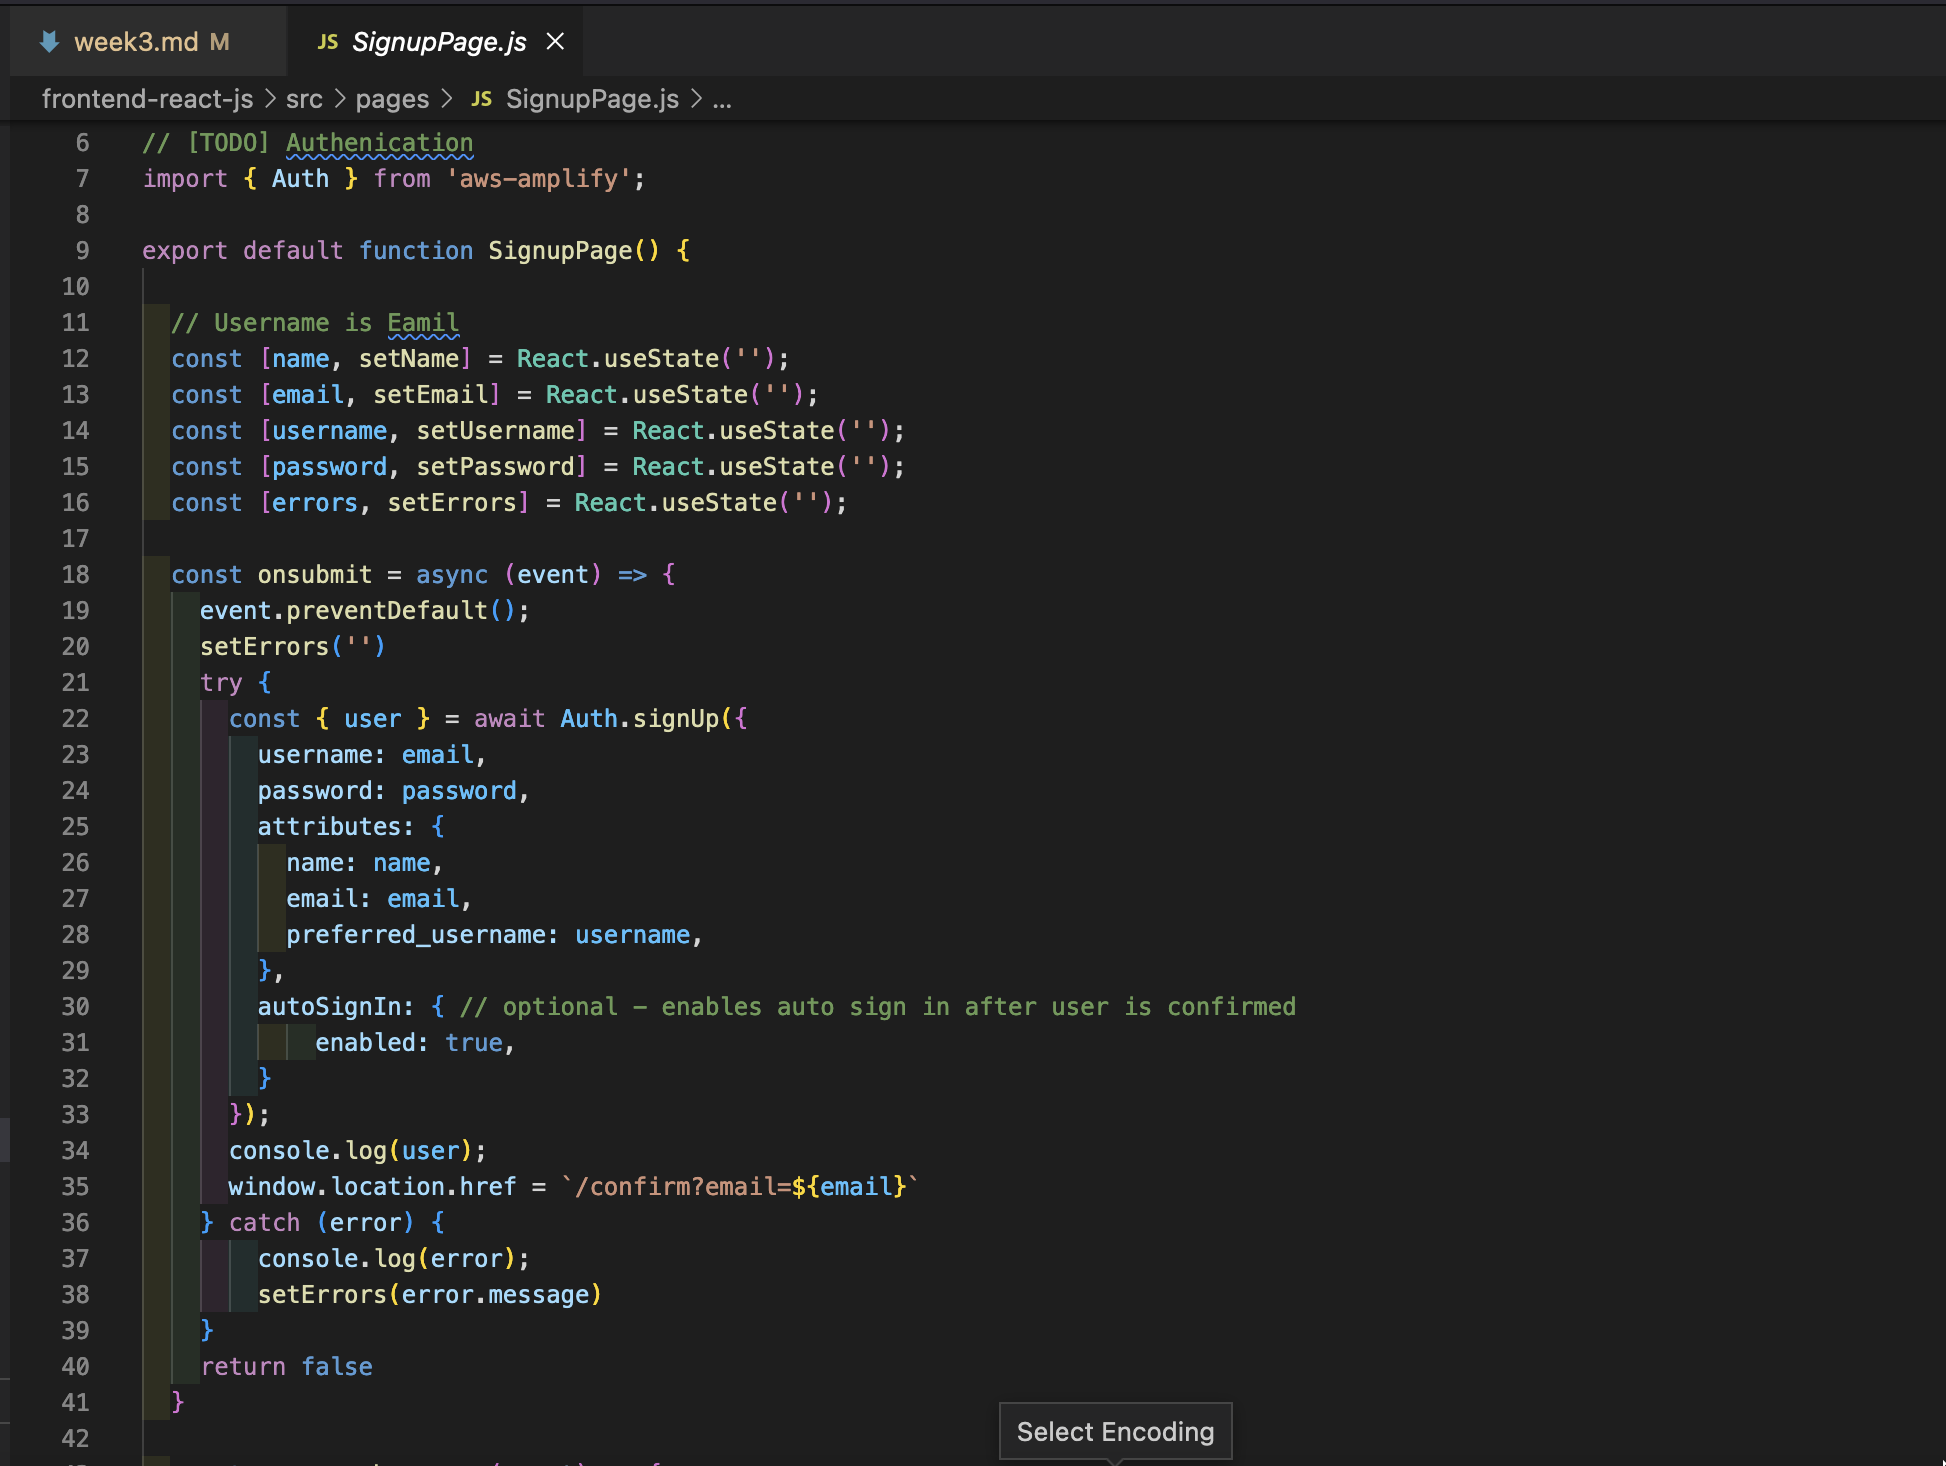 week3.md M
JS SignupPage.js
frontend-react-js > src > pages > JS SignupPage.js > ...
6 // [TODO] Authenication
7 import { Auth } from 'aws-amplify';
8
9 export default function SignupPage() {
10
11 // Username is Eamil
12 const [name, setName] = React.useState('');
13 const [email, setEmail] = React.useState('');
14 const [username, setUsername] = React.useState('');
15 const [password, setPassword] = React.useState('');
16 const [errors, setErrors] = React.useState('');
17
18 const onsubmit = async (event) => {
19 event.preventDefault();
20 setErrors('')
21 try {
22 const { user } = await Auth.signUp({
23 username: email,
24 password: password,
25 attributes: {
26 name: name,
27 email: email,
28 preferred_username: username,
29 },
30 autoSignIn: { // optional - enables auto sign in after user is confirmed
31 enabled: true,
32 }
33 });
34 console.log(user);
35 window.location.href = `/confirm?email=${email}`
36 } catch (error) {
37 console.log(error);
38 setErrors(error.message)
39 }
40 return false
41 }
42
Select Encoding